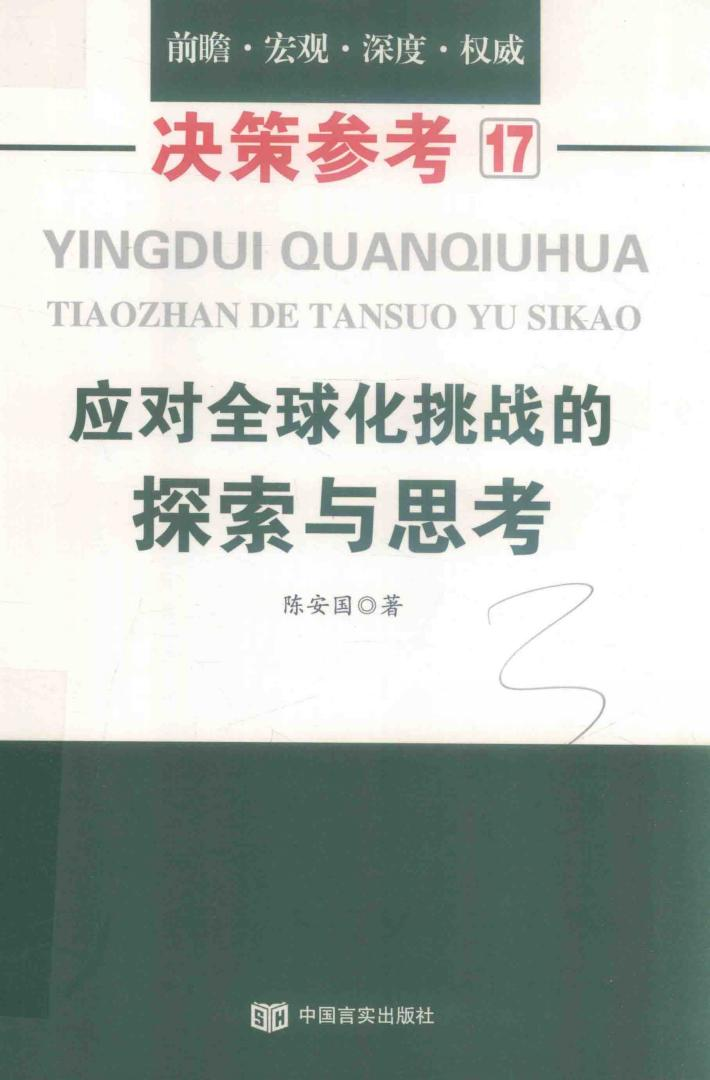 前瞻·宏观·深度·权威
决策参考 17
YINGDUI QUANQIUHUA
TIAOZHAN DE TANSUO YU SIKAO
应对全球化挑战的
探索与思考
陈安国◎著
SH 中国言实出版社